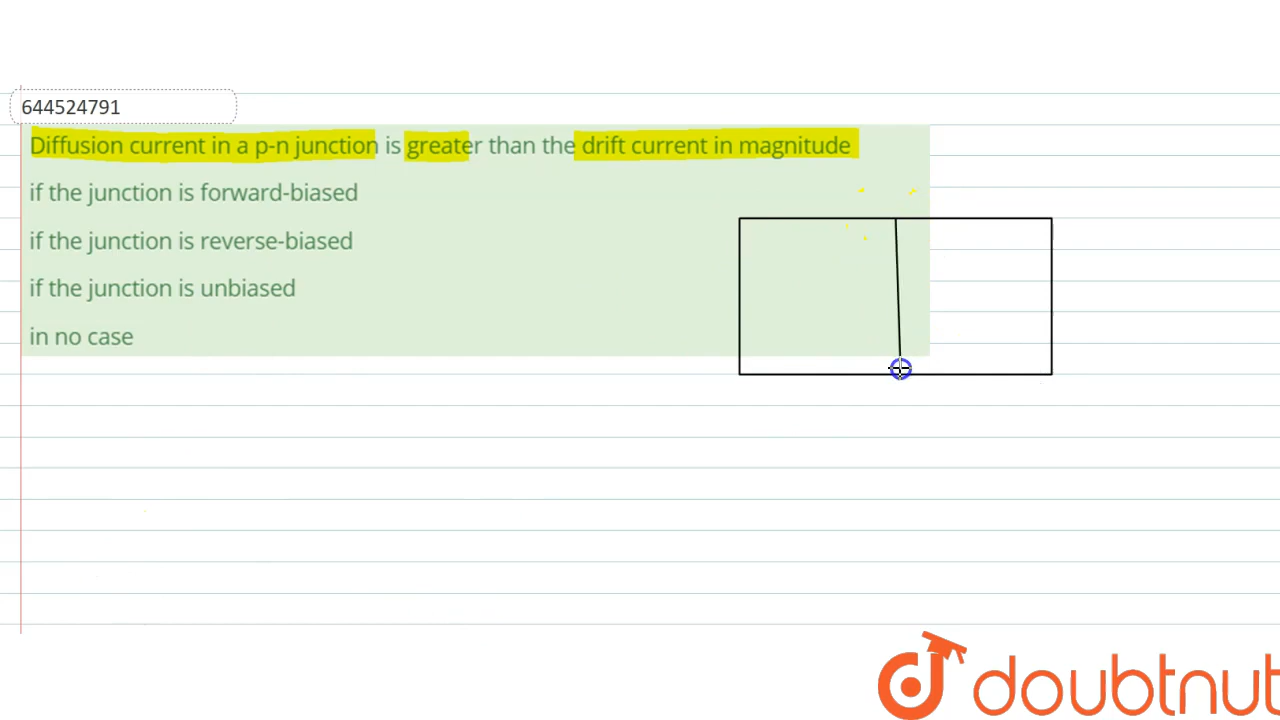 644524791
Diffusion current in a p-n junction is greater than the drift current in magnitude
if the junction is forward-biased
if the junction is reverse-biased
if the junction is unbiased
in no case
doubtnut